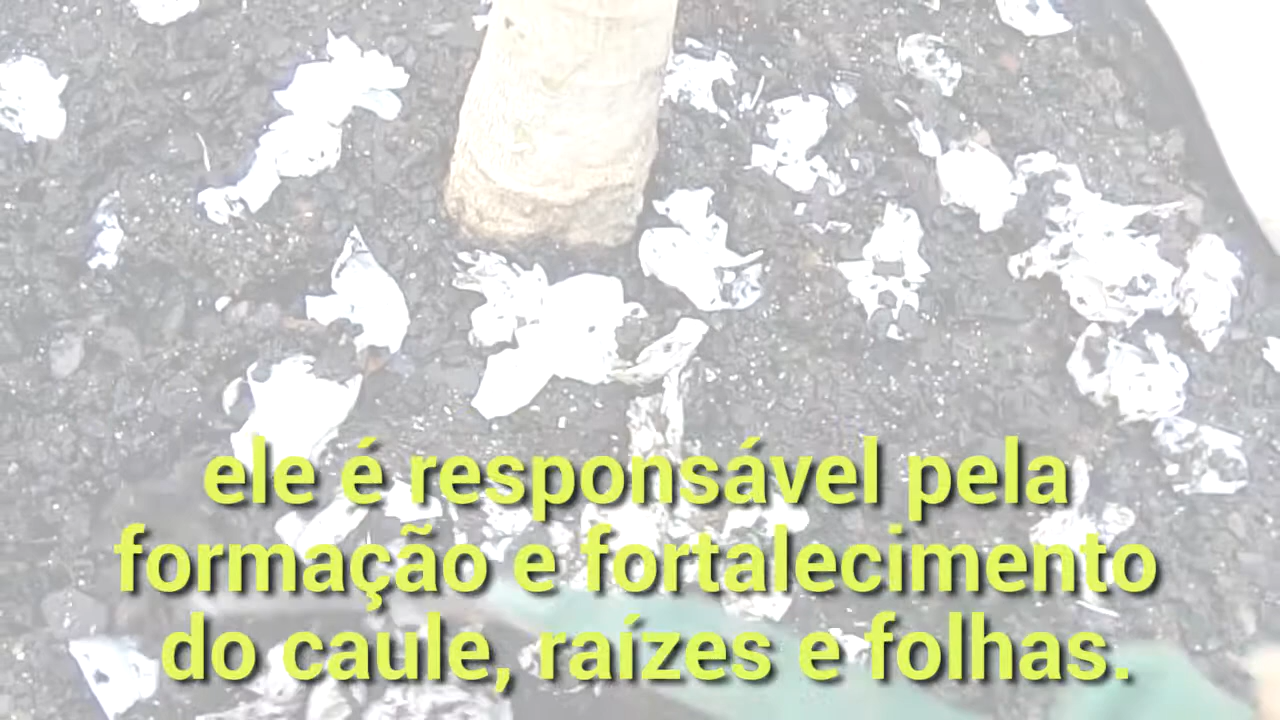 ele é responsável pela
formação e fortalecimento
do caule, raízes e folhas.